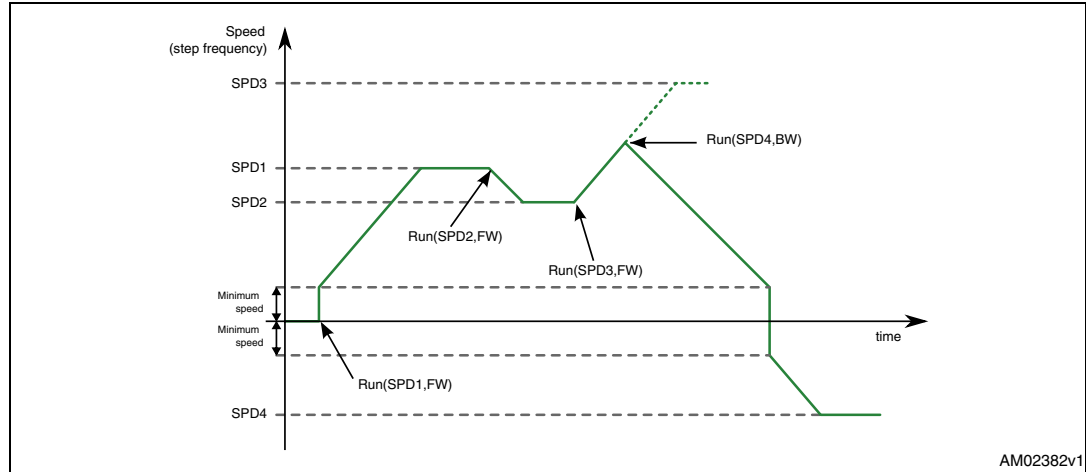 Speed
(step frequency)
SPD3
Run(SPD4,BW)
SPD1
SPD2
Run(SPD2,FW)
Run(SPD3,FW)
Minimum
speed
Minimum
speed
time
Run(SPD1,FW)
SPD4
AM02382v1